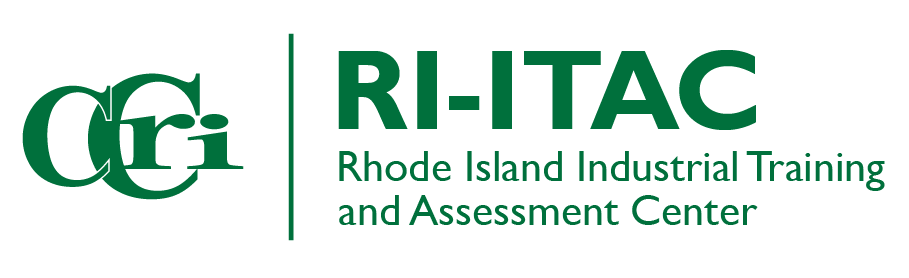 CCri
RI-ITAC
Rhode Island Industrial Training
and Assessment Center